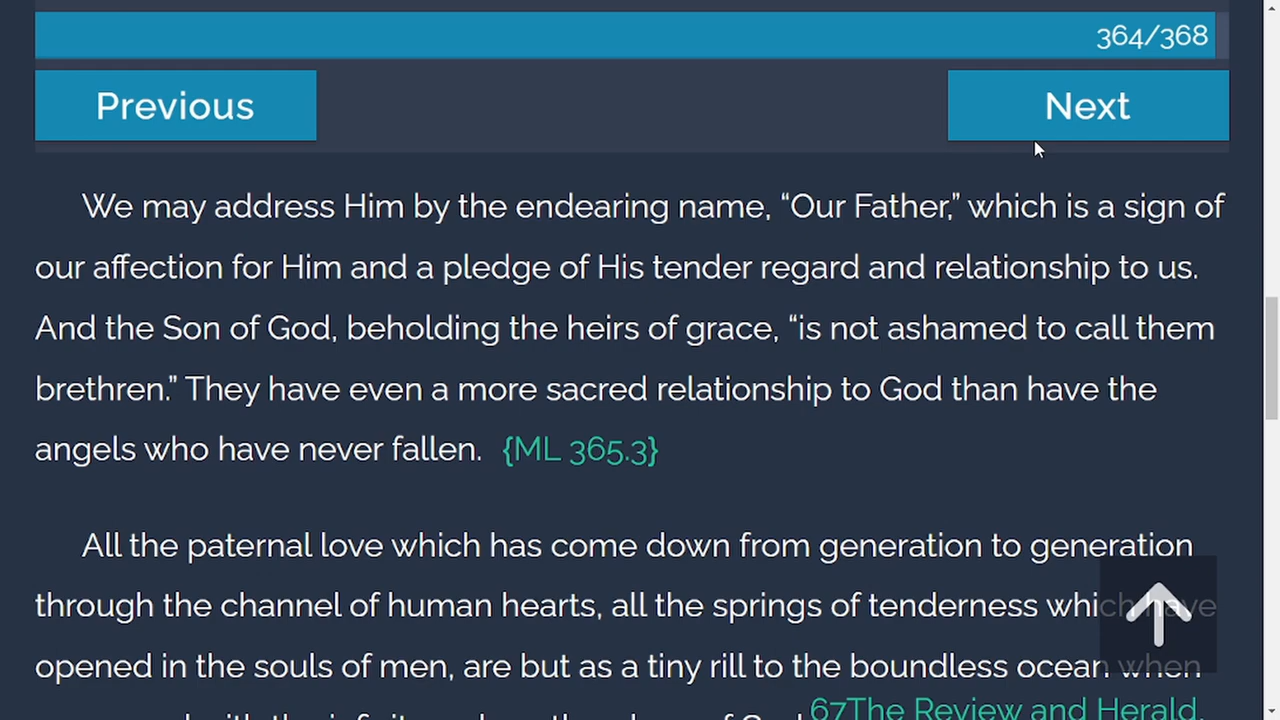 364/368
Previous
Next
We may address Him by the endearing name, “Our Father,” which is a sign of
our affection for Him and a pledge of His tender regard and relationship to us.
And the Son of God, beholding the heirs of grace, “is not ashamed to call them
brethren.” They have even a more sacred relationship to God than have the
angels who have never fallen. {ML 365.3}
All the paternal love which has come down from generation to generation
through the channel of human hearts, all the springs of tenderness which have
opened in the souls of men, are but as a tiny rill to the boundless ocean when
67The Review and Herald,